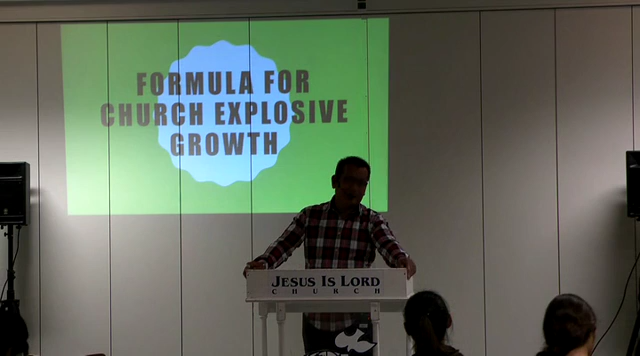 FORMULA FOR
CHURCH EXPLOSIVE
GROWTH
JESUS IS LORD
CHURCH